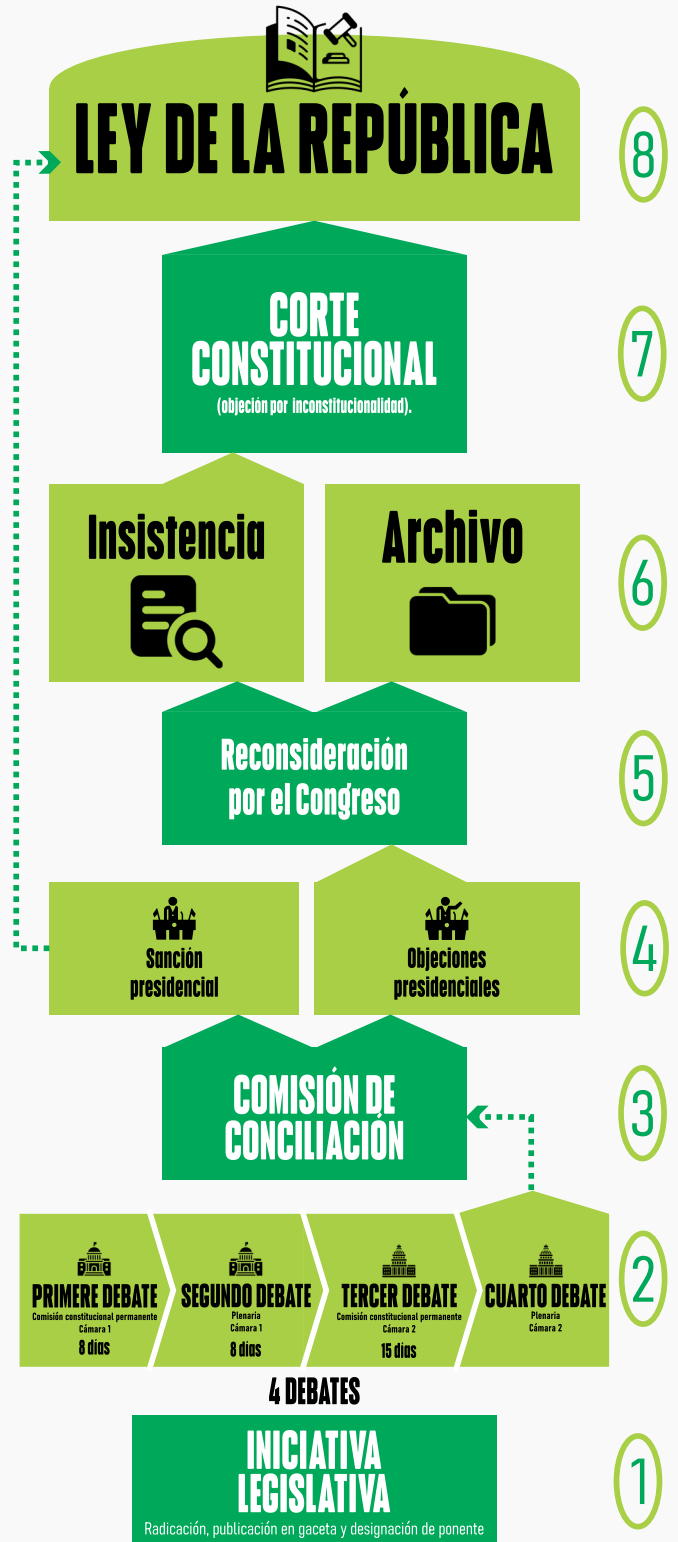 LEY DE LA REPÚBLICA
8
CORTE
CONSTITUCIONAL
(objeción por inconstitucionalidad).
7
Insistencia
Archivo
6
Reconsideración
por el Congreso
5
Sanción
presidencial
Objeciones
presidenciales
4
COMISIÓN DE
CONCILIACIÓN
3
PRIMERE DEBATE
Comisión constitucional permanente
Cámara 1
8 días
SEGUNDO DEBATE
Plenaria
Cámara 1
8 días
TERCER DEBATE
Comisión constitucional permanente
Cámara 2
15 días
CUARTO DEBATE
Plenaria
Cámara 2
2
4 DEBATES
INICIATIVA
LEGISLATIVA
Radicación, publicación en gaceta y designación de ponente
1